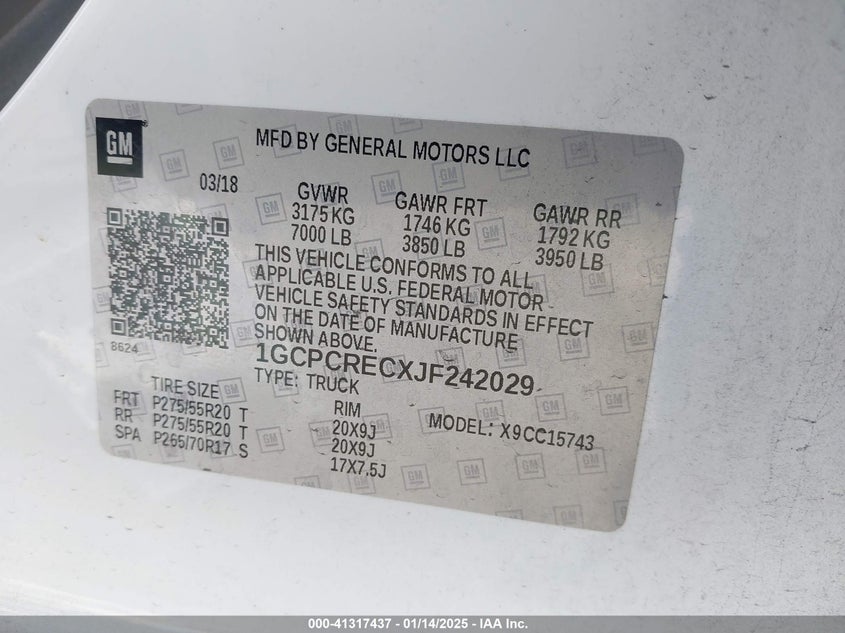 GM
MFD BY GENERAL MOTORS LLC
03/18
GVWR GAWR FRT GAWR RR
3175 KG 1746 KG 1792 KG
7000 LB 3850 LB 3950 LB
THIS VEHICLE CONFORMS TO ALL
APPLICABLE U.S. FEDERAL MOTOR
VEHICLE SAFETY STANDARDS IN EFFECT
ON THE DATE OF MANUFACTURE
SHOWN ABOVE.
8624
1GCPCRECXJF242029
TYPE: TRUCK
TIRE SIZE RIM MODEL: X9CC15743
FRT P275/55R20 T 20X9J
RR P275/55R20 T 20X9J
SPA P265/70R17 S 17X7.5J
000-41317437 - 01/14/2025 - IAA Inc.